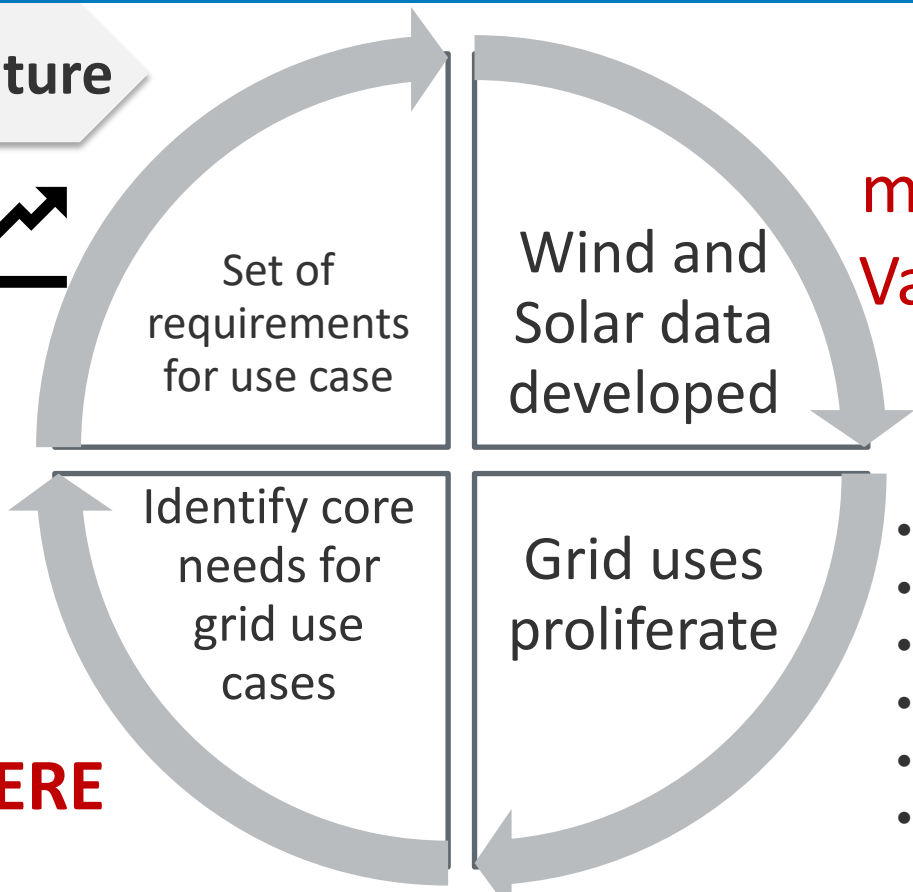 ture
Set of
requirements
for use case
Wind and
Solar data
developed
m
Va
Identify core
needs for
grid use
cases
Grid uses
proliferate
•
•
•
•
•
•
ERE